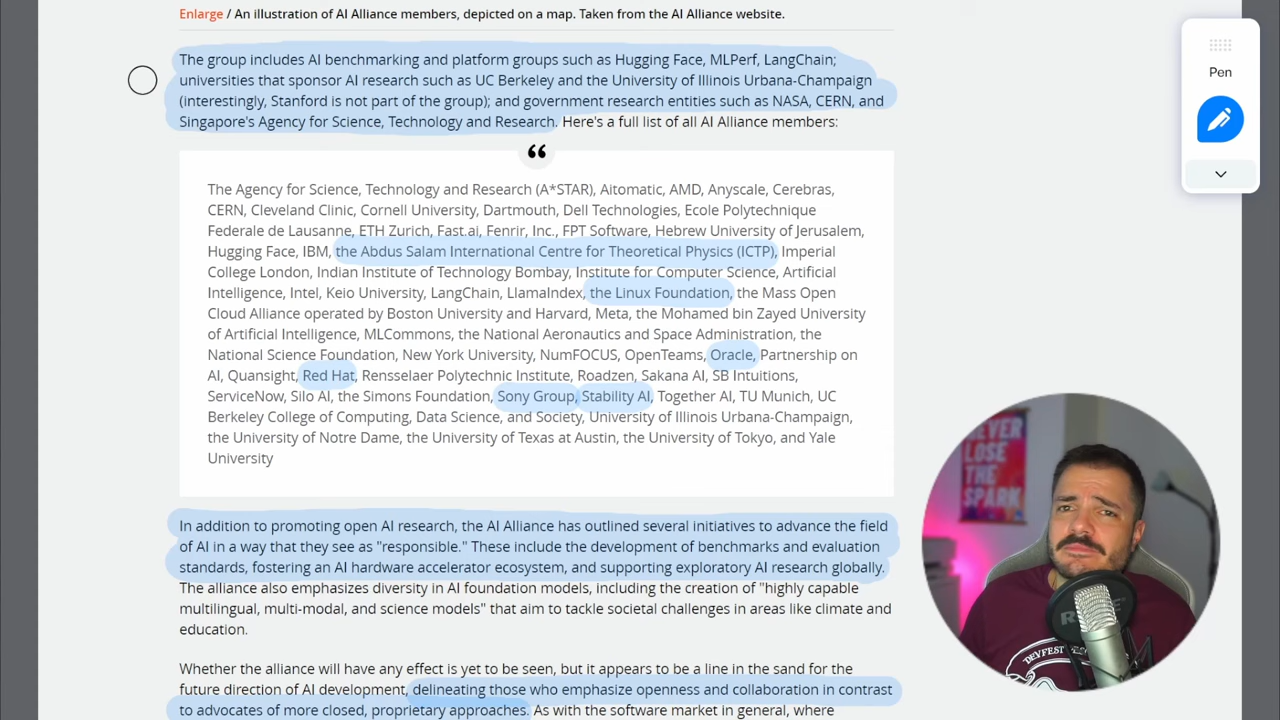 Enlarge / An illustration of AI Alliance members, depicted on a map. Taken from the AI Alliance website.
The group includes AI benchmarking and platform groups such as Hugging Face, MLPerf, LangChain;
universities that sponsor AI research such as UC Berkeley and the University of Illinois Urbana-Champaign
(interestingly, Stanford is not part of the group); and government research entities such as NASA, CERN, and
Singapore's Agency for Science, Technology and Research. Here's a full list of all AI Alliance members:
“
The Agency for Science, Technology and Research (A*STAR), Aitomatic, AMD, Anyscale, Cerebras,
CERN, Cleveland Clinic, Cornell University, Dartmouth, Dell Technologies, Ecole Polytechnique
Federale de Lausanne, ETH Zurich, Fast.ai, Fenrir, Inc., FPT Software, Hebrew University of Jerusalem,
Hugging Face, IBM, the Abdus Salam International Centre for Theoretical Physics (ICTP), Imperial
College London, Indian Institute of Technology Bombay, Institute for Computer Science, Artificial
Intelligence, Intel, Keio University, LangChain, LlamaIndex, the Linux Foundation, the Mass Open
Cloud Alliance operated by Boston University and Harvard, Meta, the Mohamed bin Zayed University
of Artificial Intelligence, MLCommons, the National Aeronautics and Space Administration, the
National Science Foundation, New York University, NumFOCUS, OpenTeams, Oracle, Partnership on
AI, Quansight, Red Hat, Rensselaer Polytechnic Institute, Roadzen, Sakana AI, SB Intuitions,
ServiceNow, Silo AI, the Simons Foundation, Sony Group, Stability AI, Together AI, TU Munich, UC
Berkeley College of Computing, Data Science, and Society, University of Illinois Urbana-Champaign,
the University of Notre Dame, the University of Texas at Austin, the University of Tokyo, and Yale
University
In addition to promoting open AI research, the AI Alliance has outlined several initiatives to advance the field
of AI in a way that they see as "responsible." These include the development of benchmarks and evaluation
standards, fostering an AI hardware accelerator ecosystem, and supporting exploratory AI research globally.
The alliance also emphasizes diversity in AI foundation models, including the creation of "highly capable
multilingual, multi-modal, and science models" that aim to tackle societal challenges in areas like climate and
education.
Whether the alliance will have any effect is yet to be seen, but it appears to be a line in the sand for the
future direction of AI development, delineating those who emphasize openness and collaboration in contrast
to advocates of more closed, proprietary approaches. As with the software market in general, where
Pen
NEVER
LOSE
THE
SPARK
DEVFEST